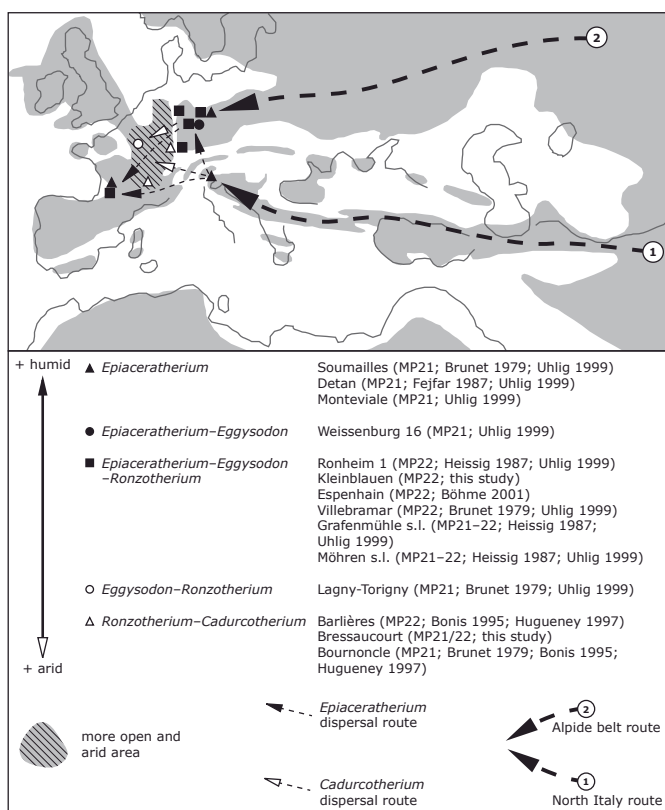 2
1
+ humid
Epiaceratherium
Soumailles (MP21; Brunet 1979; Uhlig 1999)
Detan (MP21; Fejfar 1987; Uhlig 1999)
Monteviale (MP21; Uhlig 1999)
Epiaceratherium–Eggysodon
Weissenburg 16 (MP21; Uhlig 1999)
Epiaceratherium–Eggysodon
–Ronzotherium
Ronheim 1 (MP22; Heissig 1987; Uhlig 1999)
Kleinblauen (MP22; this study)
Espenhain (MP22; Böhme 2001)
Villebramar (MP22; Brunet 1979; Uhlig 1999)
Grafenmühle s.l. (MP21–22; Heissig 1987;
Uhlig 1999)
Möhren s.l. (MP21–22; Heissig 1987; Uhlig 1999)
Eggysodon–Ronzotherium
Lagny-Torigny (MP21; Brunet 1979; Uhlig 1999)
Ronzotherium–Cadurcotherium
Barlières (MP22; Bonis 1995; Hugueney 1997)
Bressaucourt (MP21/22; this study)
Bournoncle (MP21; Brunet 1979; Bonis 1995;
Hugueney 1997)
+ arid
more open and
arid area
Epiaceratherium
dispersal route
Cadurcotherium
dispersal route
2
Alpide belt route
1
North Italy route